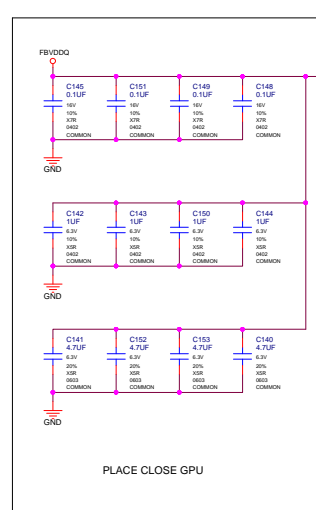 FBVDDQ
C145 C151 C149 C148
0.1UF 0.1UF 0.1UF 0.1UF
16V 16V 16V 16V
10% 10% 10% 10%
X7R X7R X7R X7R
0402 0402 0402 0402
COMMON COMMON COMMON COMMON
GND
C142 C143 C150 C144
1UF 1UF 1UF 1UF
6.3V 6.3V 6.3V 6.3V
10% 10% 10% 10%
X5R X5R X5R X5R
0402 0402 0402 0402
COMMON COMMON COMMON COMMON
GND
C141 C152 C153 C140
4.7UF 4.7UF 4.7UF 4.7UF
6.3V 6.3V 6.3V 6.3V
20% 20% 20% 20%
X5R X5R X5R X5R
0603 0603 0603 0603
COMMON COMMON COMMON COMMON
GND
PLACE CLOSE GPU